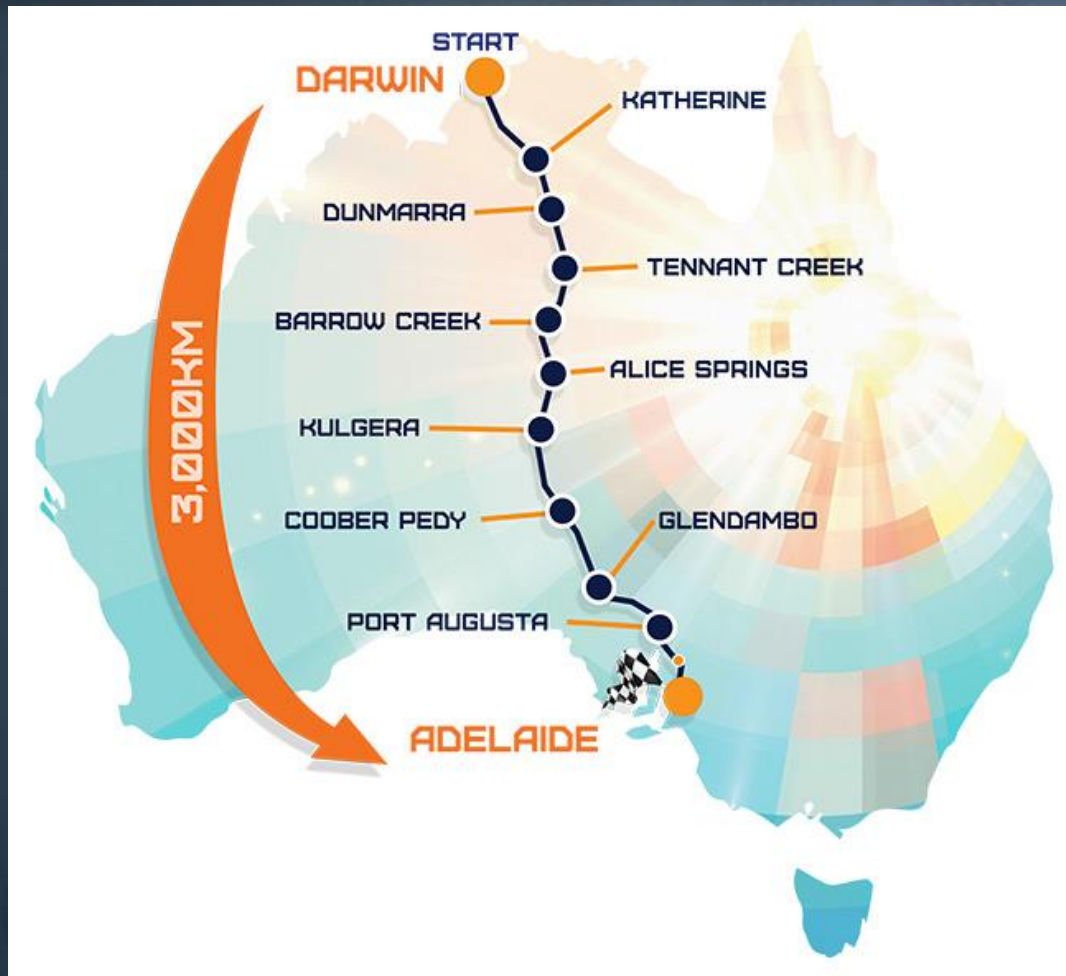 START
DARWIN
KATHERINE
DUNMARRA
TENNANT CREEK
BARROW CREEK
ALICE SPRINGS
3,000KM
KULGERA
COOBER PEDY
GLENDAMBO
PORT AUGUSTA
ADELAIDE